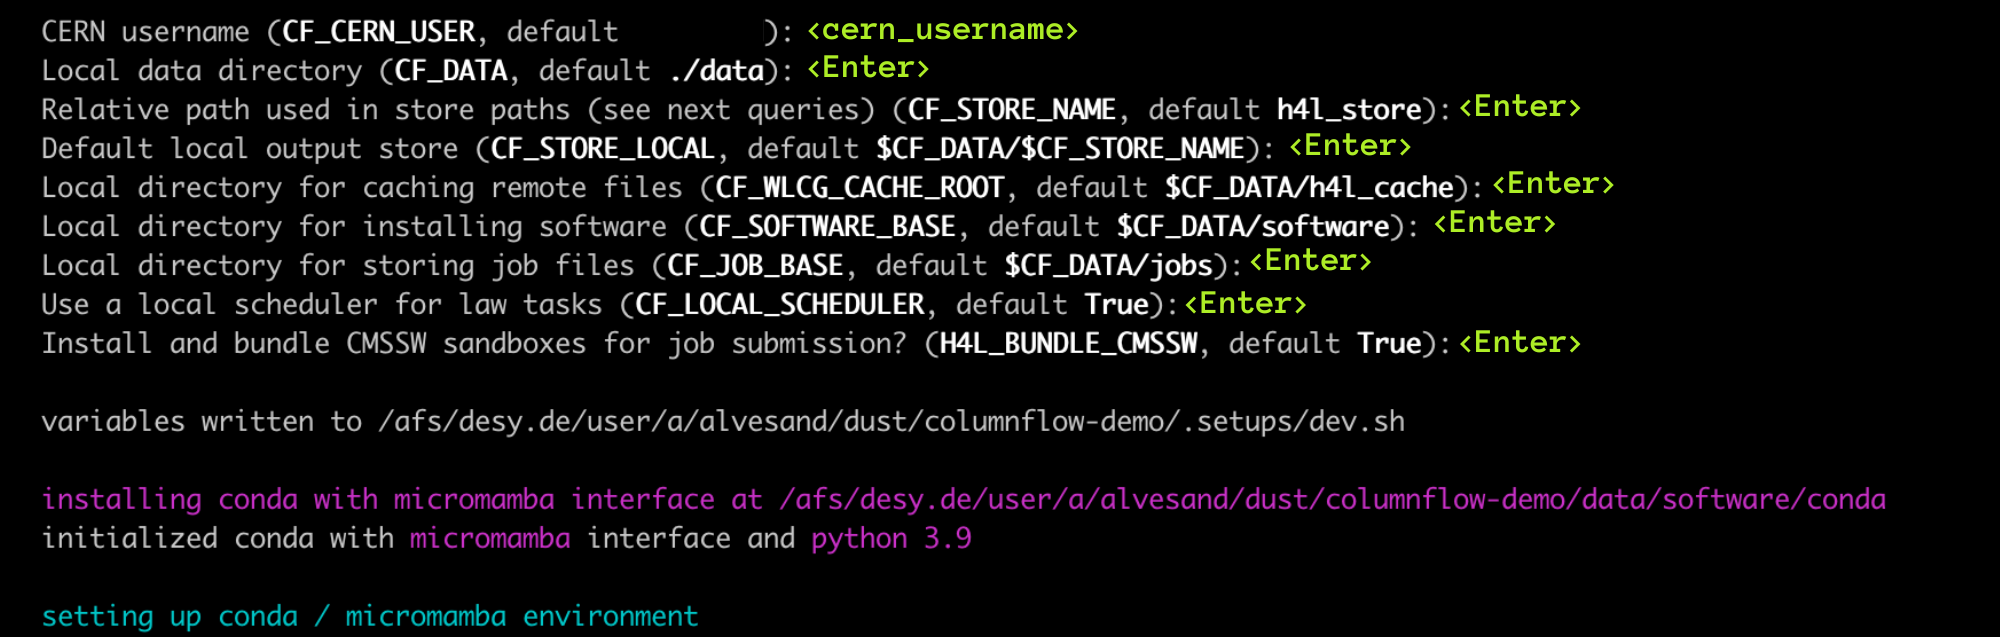 CERN username (CF_CERN_USER, default ): <cern_username>
Local data directory (CF_DATA, default ./data): <Enter>
Relative path used in store paths (see next queries) (CF_STORE_NAME, default h4l_store): <Enter>
Default local output store (CF_STORE_LOCAL, default $CF_DATA/$CF_STORE_NAME): <Enter>
Local directory for caching remote files (CF_WLCG_CACHE_ROOT, default $CF_DATA/h4l_cache): <Enter>
Local directory for installing software (CF_SOFTWARE_BASE, default $CF_DATA/software): <Enter>
Local directory for storing job files (CF_JOB_BASE, default $CF_DATA/jobs): <Enter>
Use a local scheduler for law tasks (CF_LOCAL_SCHEDULER, default True): <Enter>
Install and bundle CMSSW sandboxes for job submission? (H4L_BUNDLE_CMSSW, default True): <Enter>
variables written to /afs/desy.de/user/a/alvesand/dust/columnflow-demo/.setups/dev.sh
installing conda with micromamba interface at /afs/desy.de/user/a/alvesand/dust/columnflow-demo/data/software/conda
initialized conda with micromamba interface and python 3.9
setting up conda / micromamba environment